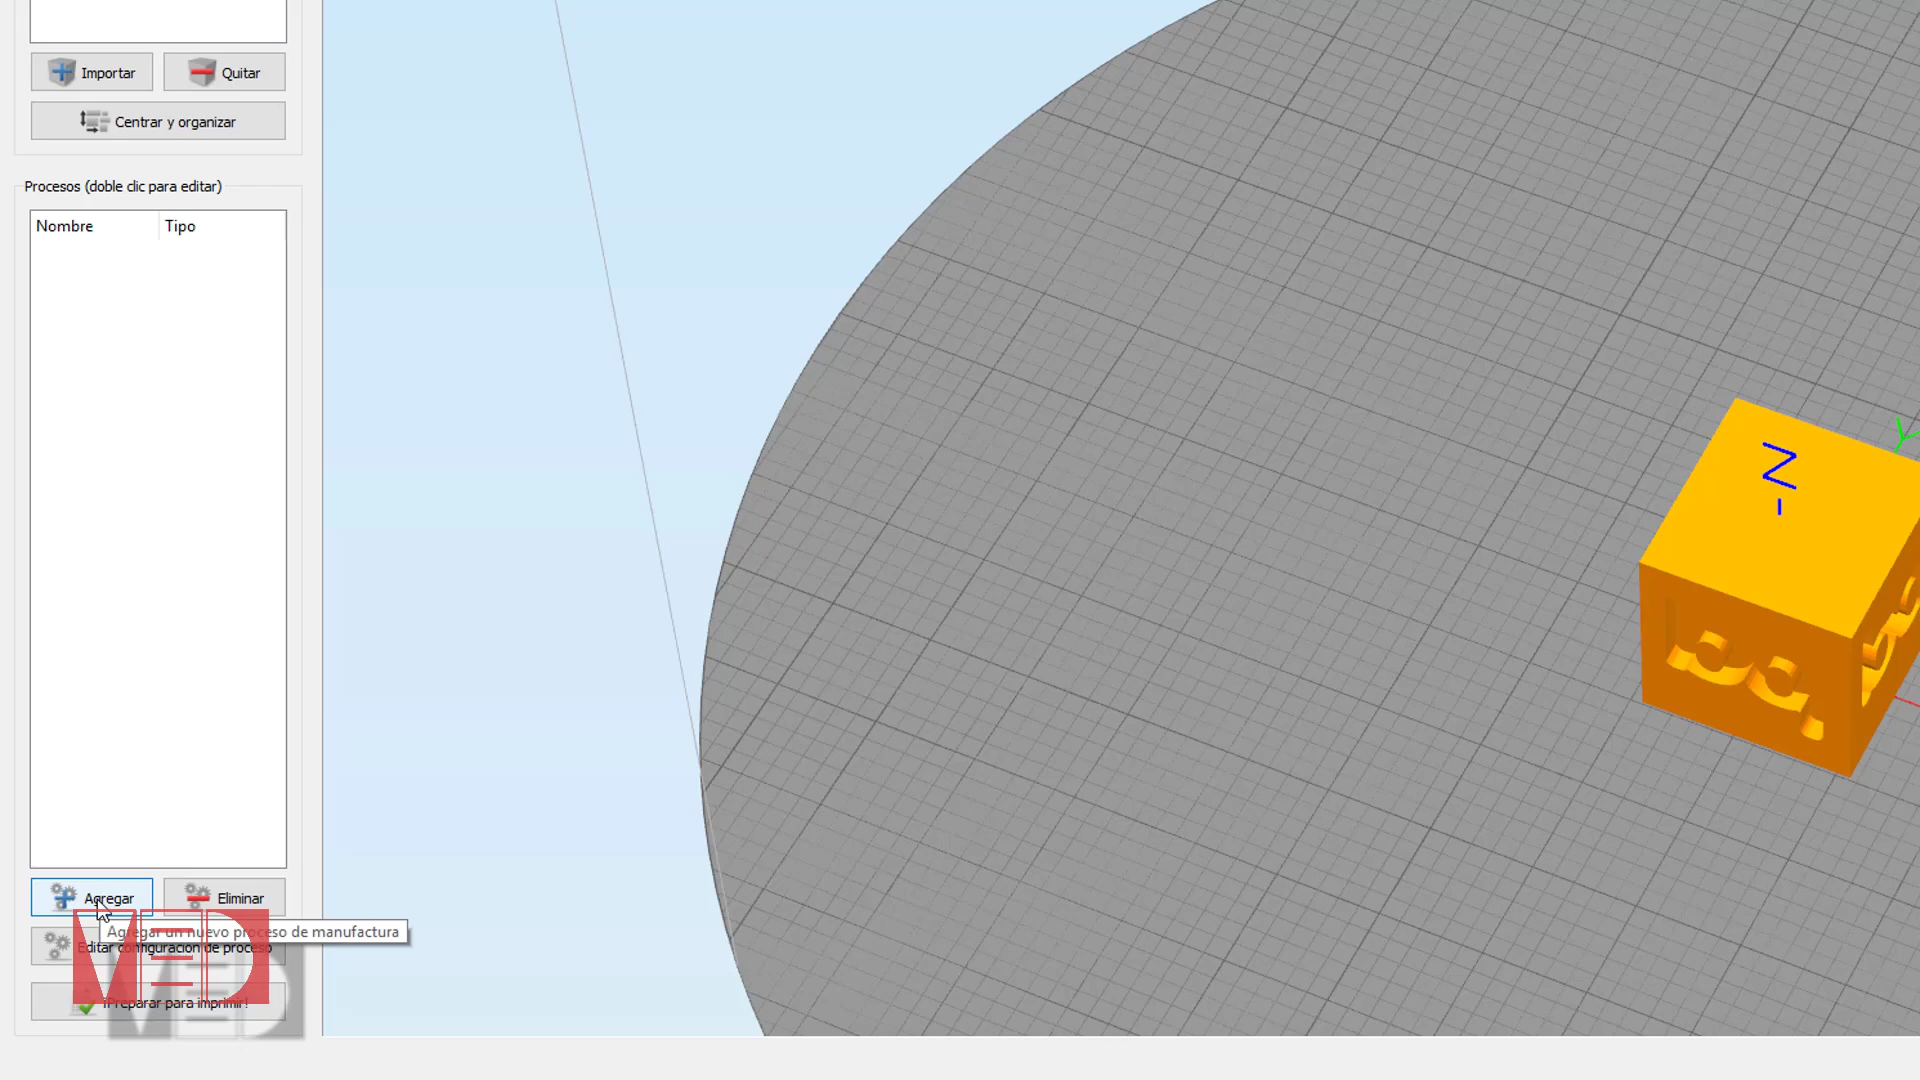 Importar
Quitar
Centrar y organizar
Procesos (doble clic para editar)
Nombre
Tipo
Z
Y
Agregar
Eliminar
Agregar un nuevo proceso de manufactura
Editar configuración de proceso
¡Preparar para imprimir!
MED